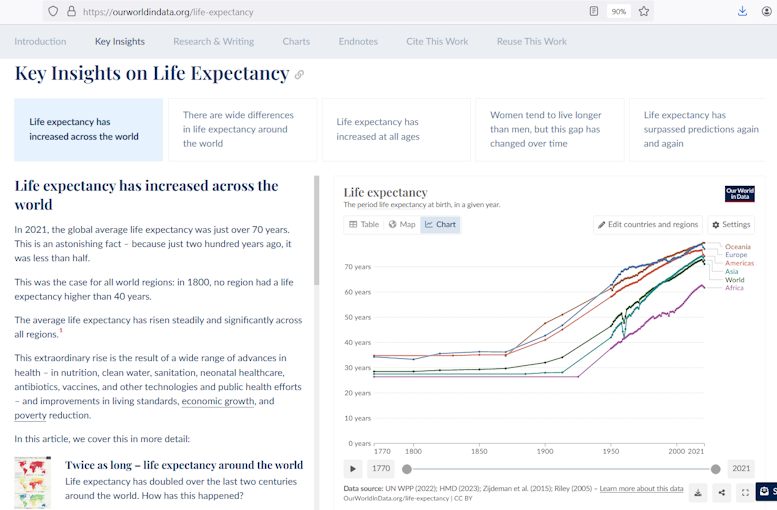 https://ourworldindata.org/life-expectancy
90%
Introduction
Key Insights
Research & Writing
Charts
Endnotes
Cite This Work
Reuse This Work
Key Insights on Life Expectancy
Life expectancy has
increased across the world
There are wide differences
in life expectancy around
the world
Life expectancy has
increased at all ages
Women tend to live longer
than men, but this gap has
changed over time
Life expectancy has
surpassed predictions again
and again
Life expectancy has increased across the
world
In 2021, the global average life expectancy was just over 70 years.
This is an astonishing fact – because just two hundred years ago, it
was less than half.
This was the case for all world regions: in 1800, no region had a life
expectancy higher than 40 years.
The average life expectancy has risen steadily and significantly across
all regions.1
This extraordinary rise is the result of a wide range of advances in
health – in nutrition, clean water, sanitation, neonatal healthcare,
antibiotics, vaccines, and other technologies and public health efforts
– and improvements in living standards, economic growth, and
poverty reduction.
In this article, we cover this in more detail:
Twice as long – life expectancy around the world
Life expectancy has doubled over the last two centuries
around the world. How has this happened?
Life expectancy
The period life expectancy at birth, in a given year.
Our World
in Data
Table
Map
Chart
Edit countries and regions
Settings
70 years
60 years
50 years
40 years
30 years
20 years
10 years
0 years
1770
1800
1850
1900
1950
2000
2021
Oceania
Europe
Americas
Asia
World
Africa
1770
2021
Data source: UN WPP (2022); HMD (2023); Zijdeman et al. (2015); Riley (2005) – Learn more about this data
OurWorldInData.org/life-expectancy | CC BY